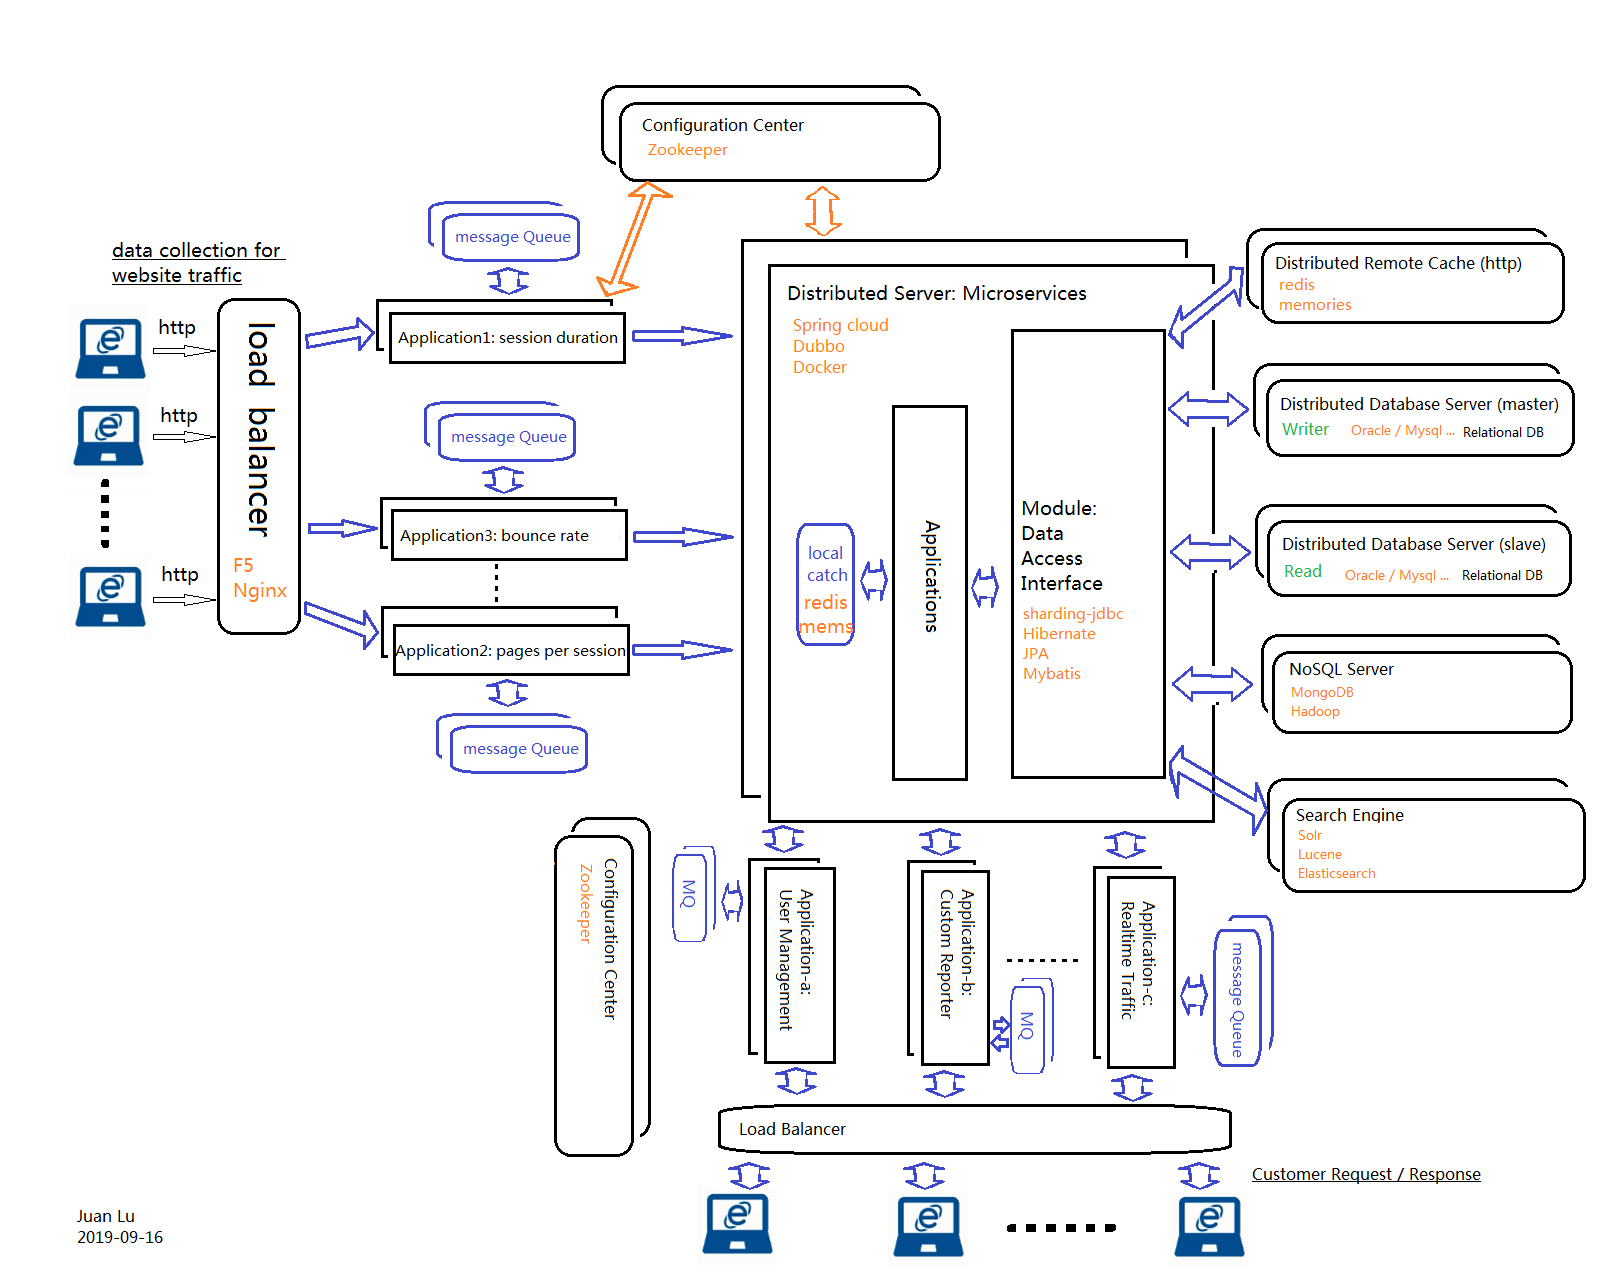 Configuration Center
Zookeeper
message Queue
data collection for
website traffic
http
http
http
load balancer
F5
Nginx
Application1: session duration
message Queue
Application3: bounce rate
Application2: pages per session
message Queue
Distributed Server: Microservices
Spring cloud
Dubbo
Docker
local
catch
redis
mems
Applications
Module:
Data
Access
Interface
sharding-jdbc
Hibernate
JPA
Mybatis
Distributed Remote Cache (http)
redis
memories
Distributed Database Server (master)
Writer Oracle / Mysql ... Relational DB
Distributed Database Server (slave)
Read Oracle / Mysql ... Relational DB
NoSQL Server
MongoDB
Hadoop
Search Engine
Solr
Lucene
Elasticsearch
Configuration Center
Zookeeper
MQ
Application-a:
User Management
Application-b:
Custom Reporter
MQ
Application-c:
Realtime Traffic
message Queue
Load Balancer
Customer Request / Response
Juan Lu
2019-09-16